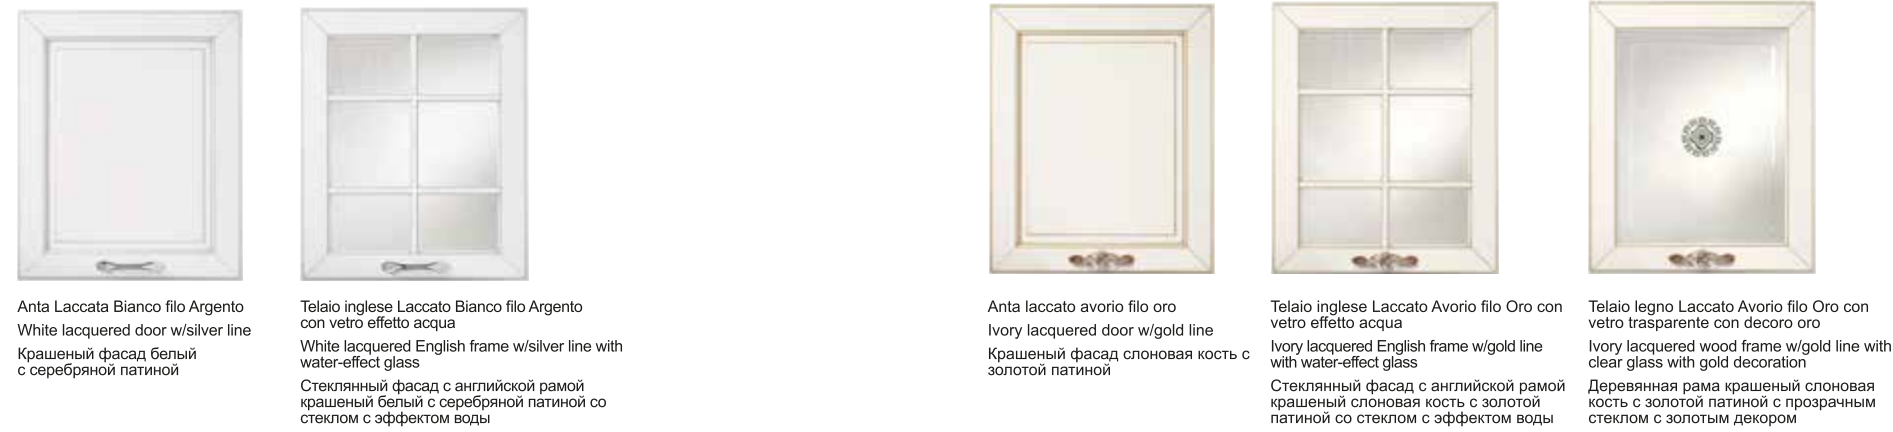 Anta Laccata Bianco filo Argento
White lacquered door w/silver line
Крашеный фасад белый
с серебряной патиной
Telaio inglese Laccato Bianco filo Argento
con vetro effetto acqua
White lacquered English frame w/silver line with
water-effect glass
Стеклянный фасад с английской рамой
крашеный белый с серебряной патиной со
стеклом с эффектом воды
Anta laccato avorio filo oro
Ivory lacquered door w/gold line
Крашеный фасад слоновая кость с
золотой патиной
Telaio inglese Laccato Avorio filo Oro con
vetro effetto acqua
Ivory lacquered English frame w/gold line
with water-effect glass
Стеклянный фасад с английской рамой
крашеный слоновая кость с золотой
патиной со стеклом с эффектом воды
Telaio legno Laccato Avorio filo Oro con
vetro trasparente con decoro oro
Ivory lacquered wood frame w/gold line with
clear glass with gold decoration
Деревянная рама крашеный слоновая
кость с золотой патиной с прозрачным
стеклом с золотым декором